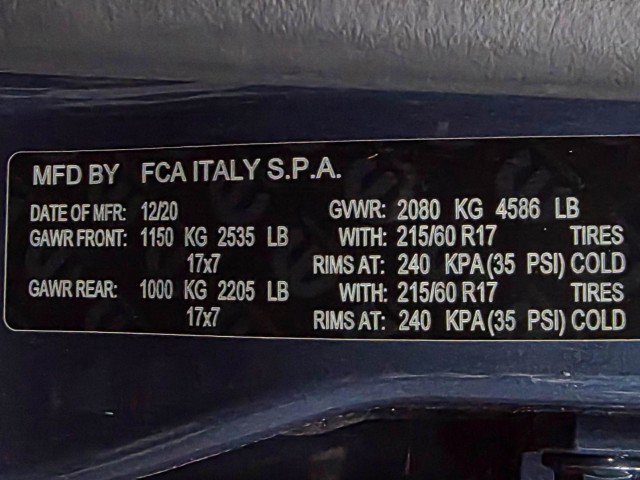 MFD BY FCA ITALY S.P.A.
DATE OF MFR: 12/20 GVWR: 2080 KG 4586 LB
GAWR FRONT: 1150 KG 2535 LB WITH: 215/60 R17 TIRES
17x7 RIMS AT: 240 KPA(35 PSI) COLD
GAWR REAR: 1000 KG 2205 LB WITH: 215/60 R17 TIRES
17x7 RIMS AT: 240 KPA(35 PSI) COLD